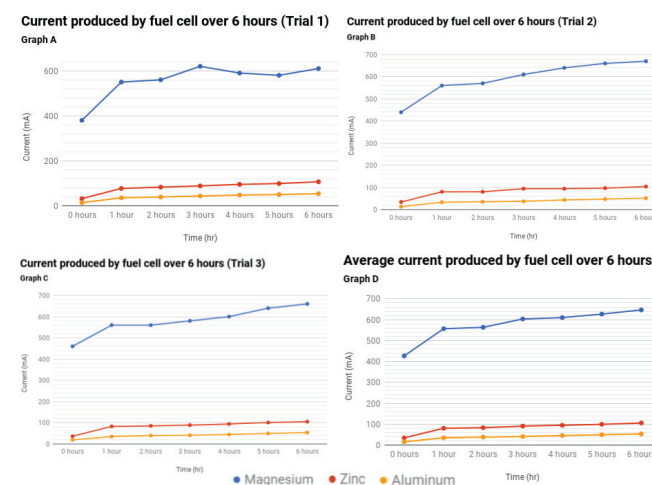 Current produced by fuel cell over 6 hours (Trial 1)
Graph A
600
400
200
0
Current (mA)
0 hours 1 hour 2 hours 3 hours 4 hours 5 hours 6 hours
Time (hr)
Current produced by fuel cell over 6 hours (Trial 2)
Graph B
700
600
500
400
300
200
100
0
Current (mA)
0 hours 1 hour 2 hours 3 hours 4 hours 5 hours 6 hou
Time (hr)
Current produced by fuel cell over 6 hours (Trial 3)
Graph C
700
600
500
400
300
200
100
0
Current (mA)
0 hours 1 hour 2 hours 3 hours 4 hours 5 hours 6 hours
Time (hr)
Average current produced by fuel cell over 6 hours
Graph D
700
600
500
400
300
200
100
0
Current (mA)
0 hours 1 hour 2 hours 3 hours 4 hours 5 hours 6 hour
Time (hr)
Magnesium Zinc Aluminum